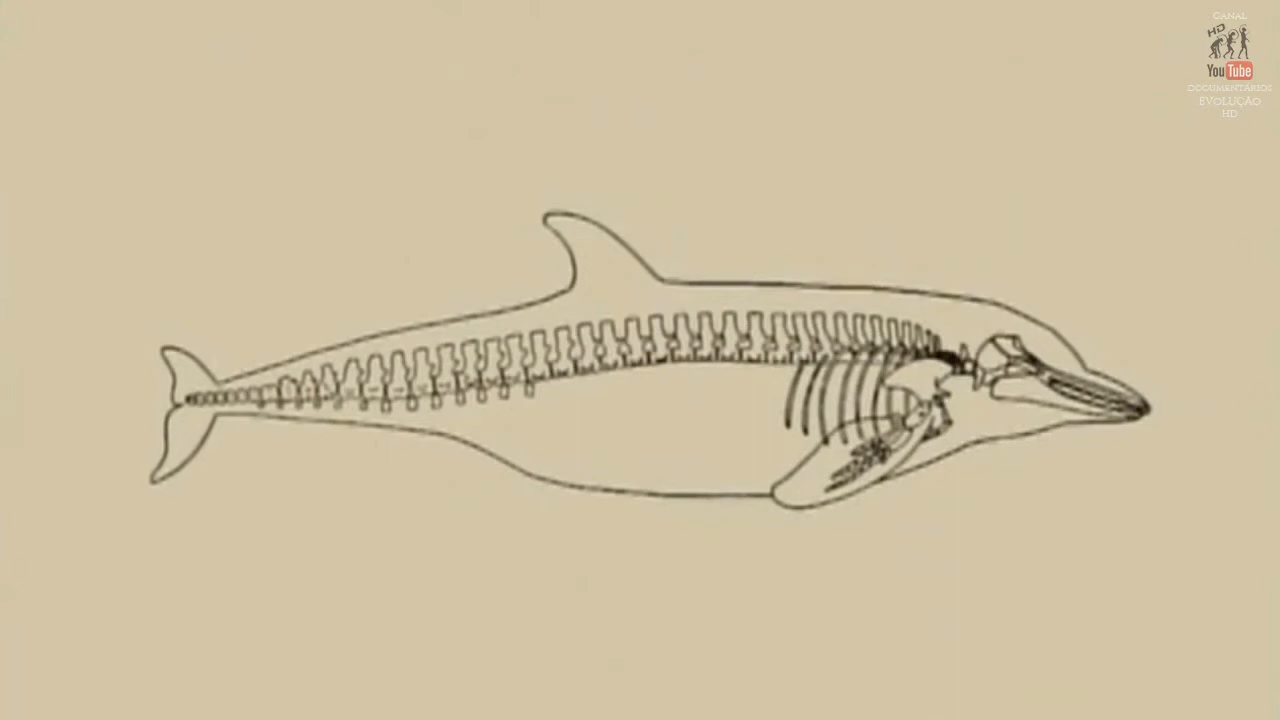 CANAL
HD
YouTube
DOCUMENTÁRIOS
EVOLUÇÃO
HD